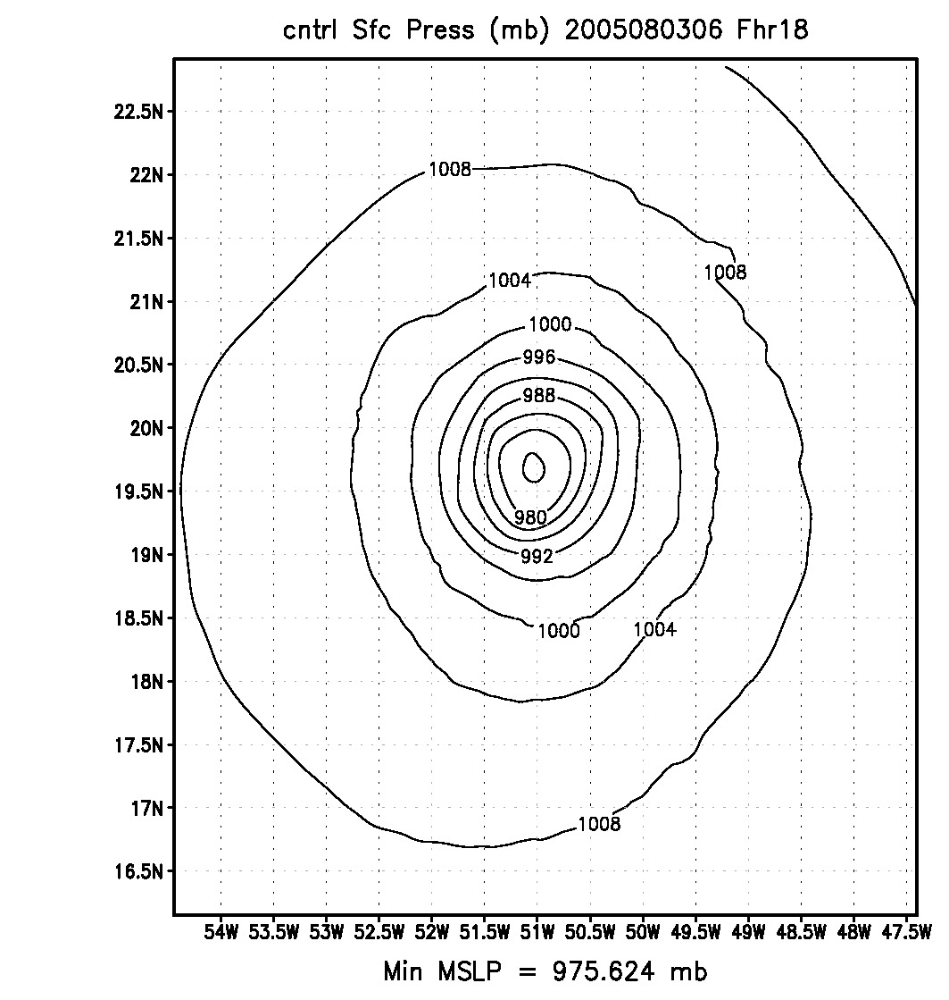 cntrl Sfc Press (mb) 2005080306 Fhr18
22.5N
22N
1008
21.5N
1008
1004
21N
1000
20.5N
996
988
20N
19.5N
980
19N
992
18.5N
1000
1004
18N
17.5N
17N
1008
16.5N
54W 53.5W 53W 52.5W 52W 51.5W 51W 50.5W 50W 49.5W 49W 48.5W 48W 47.5W
Min MSLP = 975.624 mb